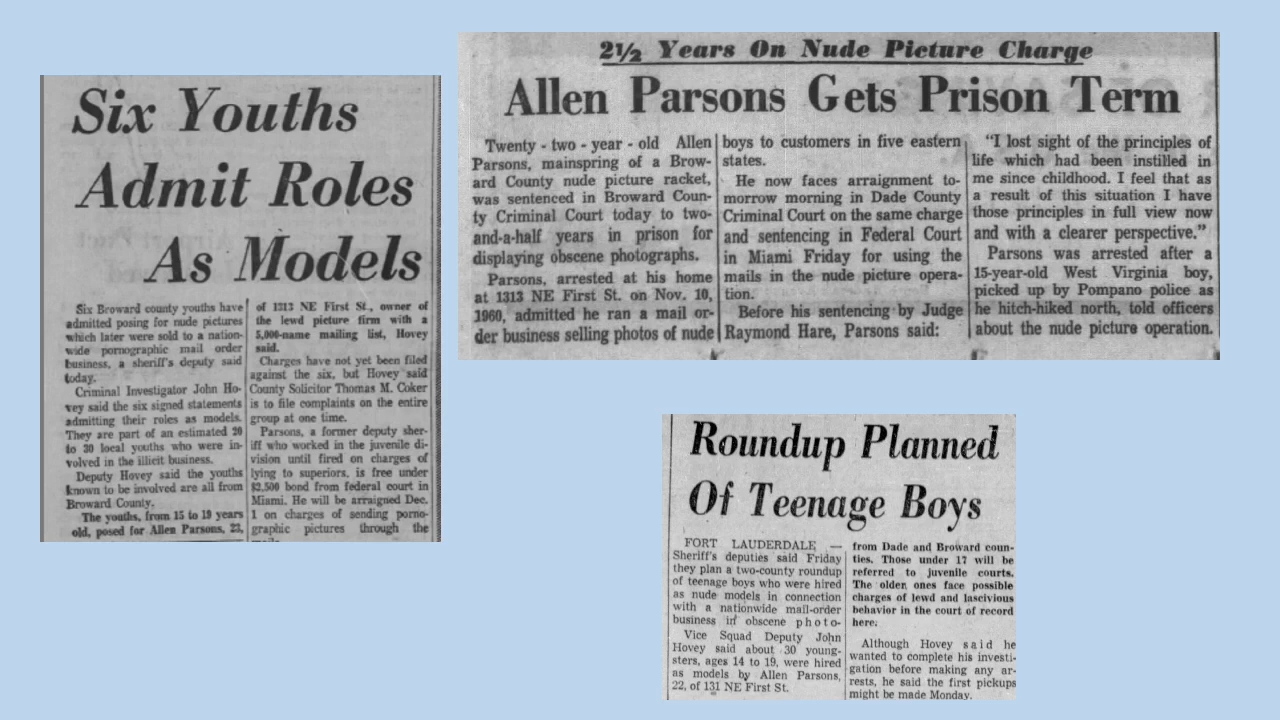 Six Youths
Admit Roles
As Models
Six Broward county youths have
admitted posing for nude pictures
which later were sold to a nation-
wide pornographic mail order
business, a sheriff's deputy said
today.
Criminal Investigator John Ho-
vey said the six signed statements
admitting their roles as models.
They are part of an estimated 20
to 30 local youths who were in-
volved in the illicit business.
Deputy Hovey said the youths
known to be involved are all from
Broward County.
The youths, from 15 to 19 years
old, posed for Allen Parsons, 23,
of 1313 NE First St., owner of
the lewd picture firm with a
5,000-name mailing list, Hovey
said.
Charges have not yet been filed
against the six, but Hovey said
County Solicitor Thomas M. Coker
is to file complaints on the entire
group at one time.
Parsons, a former deputy sher-
iff who worked in the juvenile di-
vision until fired on charges of
lying to superiors, is free under
$2,500 bond from federal court in
Miami. He will be arraigned Dec.
1 on charges of sending porno-
graphic pictures through the
2½ Years On Nude Picture Charge
Allen Parsons Gets Prison Term
Twenty - two - year - old Allen
Parsons, mainspring of a Brow-
ard County nude picture racket,
was sentenced in Broward Coun-
ty Criminal Court today to two-
and-a-half years in prison for
displaying obscene photographs.
Parsons, arrested at his home
at 1313 NE First St. on Nov. 10,
1960, admitted he ran a mail or-
der business selling photos of nude
boys to customers in five eastern
states.
He now faces arraignment to-
morrow morning in Dade County
Criminal Court on the same charge
and sentencing in Federal Court
in Miami Friday for using the
mails in the nude picture opera-
tion.
Before his sentencing by Judge
Raymond Hare, Parsons said:
"I lost sight of the principles of
life which had been instilled in
me since childhood. I feel that as
a result of this situation I have
those principles in full view now
and with a clearer perspective."
Parsons was arrested after a
15-year-old West Virginia boy,
picked up by Pompano police as
he hitch-hiked north, told officers
about the nude picture operation.
Roundup Planned
Of Teenage Boys
FORT LAUDERDALE —
Sheriff's deputies said Friday
they plan a two-county roundup
of teenage boys who were hired
as nude models in connection
with a nationwide mail-order
business in obscene photo-
Vice Squad Deputy John
Hovey said about 30 young-
sters, ages 14 to 19, were hired
as models by Allen Parsons,
22, of 131 NE First St.
from Dade and Broward coun-
ties. Those under 17 will be
referred to juvenile courts.
The older ones face possible
charges of lewd and lascivious
behavior in the court of record
here.
Although Hovey said he
wanted to complete his investi-
gation before making any ar-
rests, he said the first pickups
might be made Monday.